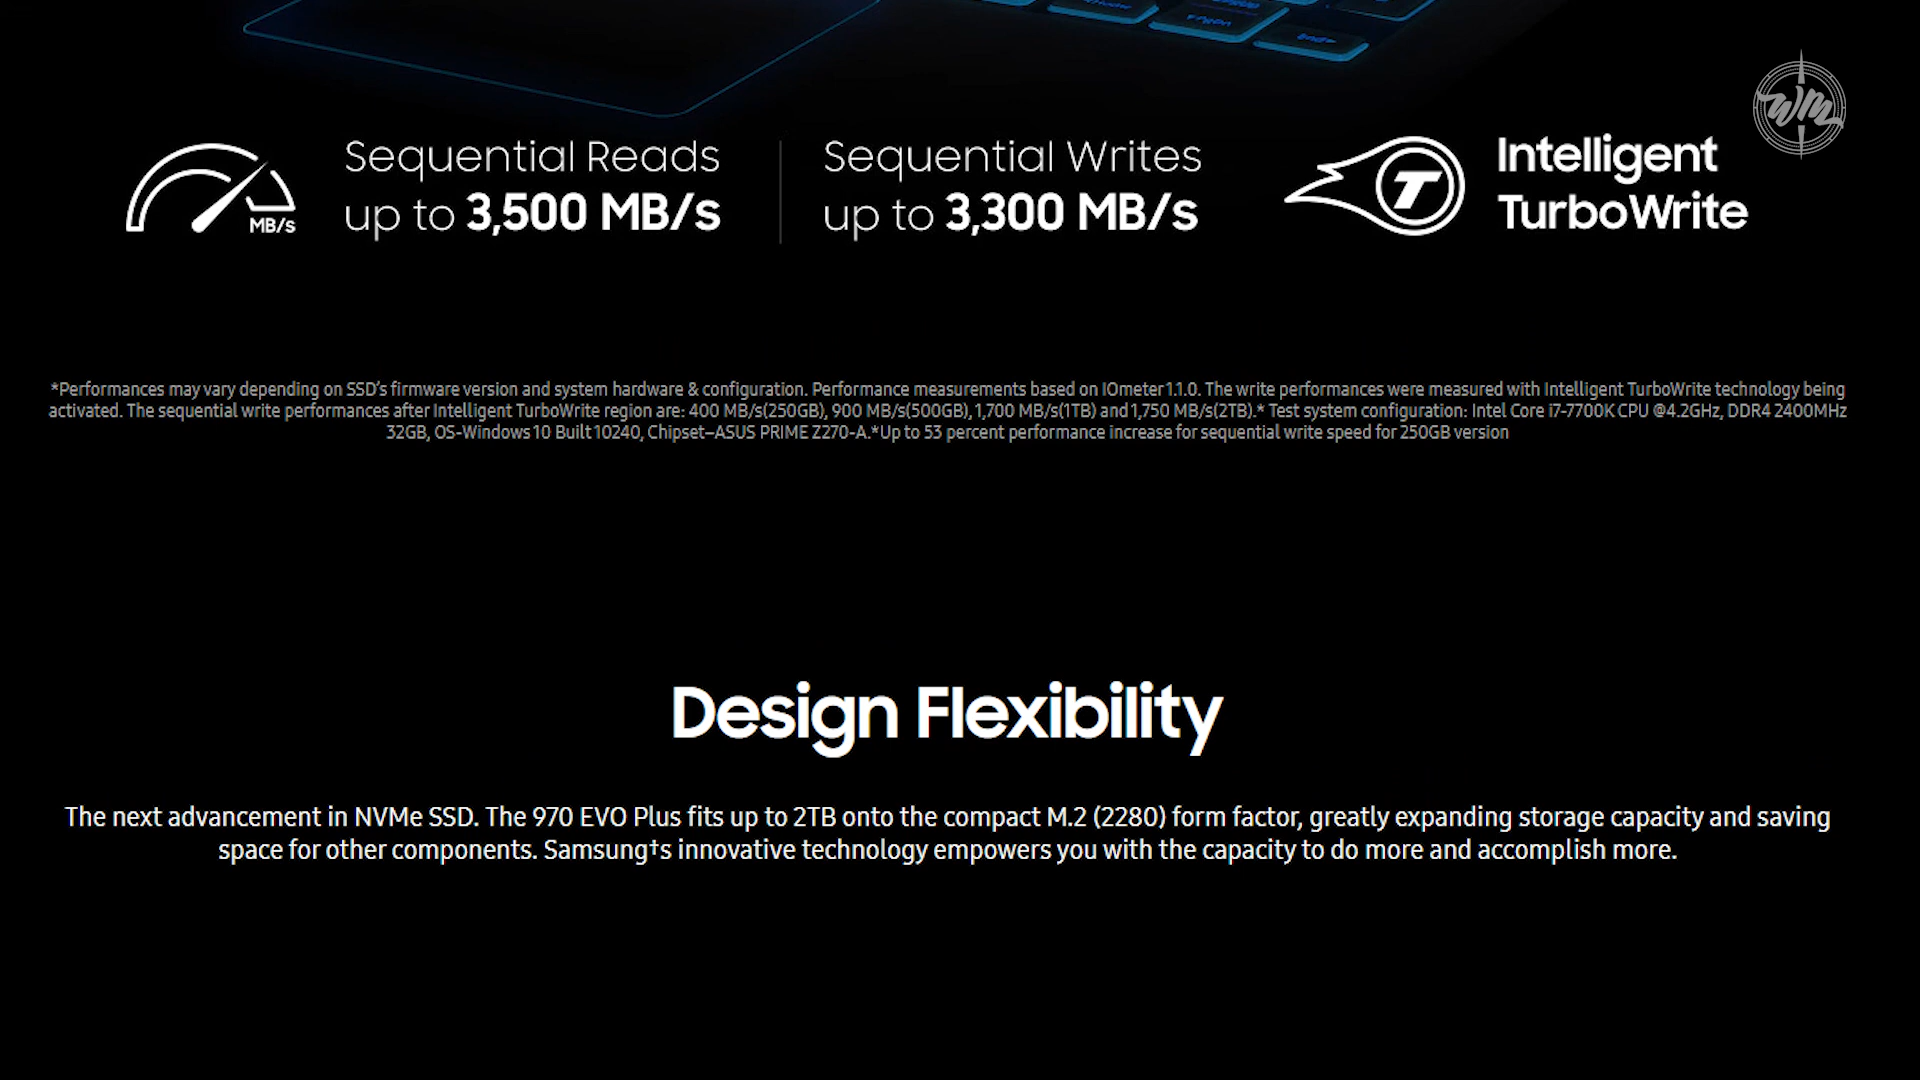 Sequential Reads
up to 3,500 MB/s
MB/s
Sequential Writes
up to 3,300 MB/s
T
Intelligent
TurboWrite
WM
*Performances may vary depending on SSD's firmware version and system hardware & configuration. Performance measurements based on IOmeter 1.1.0. The write performances were measured with Intelligent TurboWrite technology being
activated. The sequential write performances after Intelligent TurboWrite region are: 400 MB/s(250GB), 900 MB/s(500GB), 1,700 MB/s(1TB) and 1,750 MB/s(2TB).* Test system configuration: Intel Core i7-7700K CPU @4.2GHz, DDR4 2400MHz
32GB, OS-Windows 10 Built 10240, Chipset–ASUS PRIME Z270-A.*Up to 53 percent performance increase for sequential write speed for 250GB version
Design Flexibility
The next advancement in NVMe SSD. The 970 EVO Plus fits up to 2TB onto the compact M.2 (2280) form factor, greatly expanding storage capacity and saving
space for other components. Samsung†s innovative technology empowers you with the capacity to do more and accomplish more.